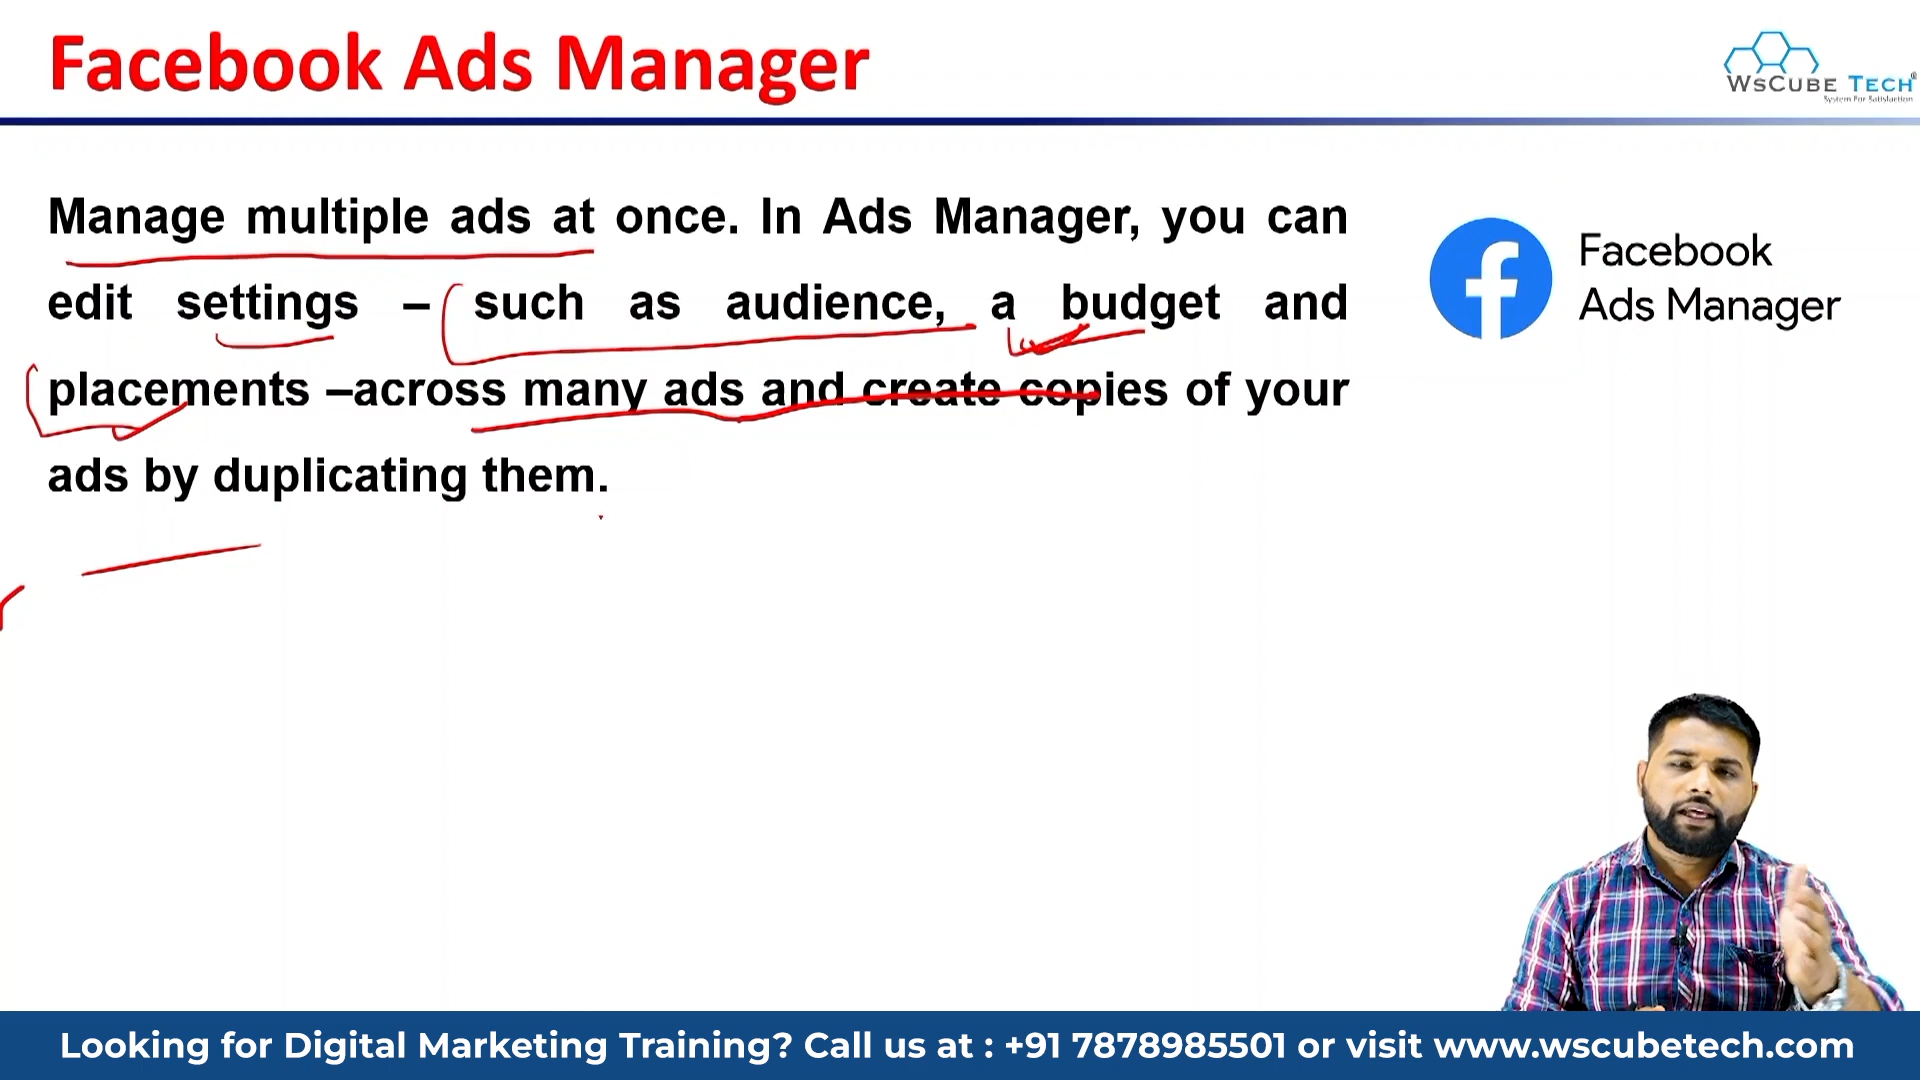 Facebook Ads Manager
WsCube Tech
System For Satisfaction
Manage multiple ads at once. In Ads Manager, you can
edit settings – such as audience, a budget and
placements –across many ads and create copies of your
ads by duplicating them.
Facebook
Ads Manager
Looking for Digital Marketing Training? Call us at : +91 7878985501 or visit www.wscubetech.com